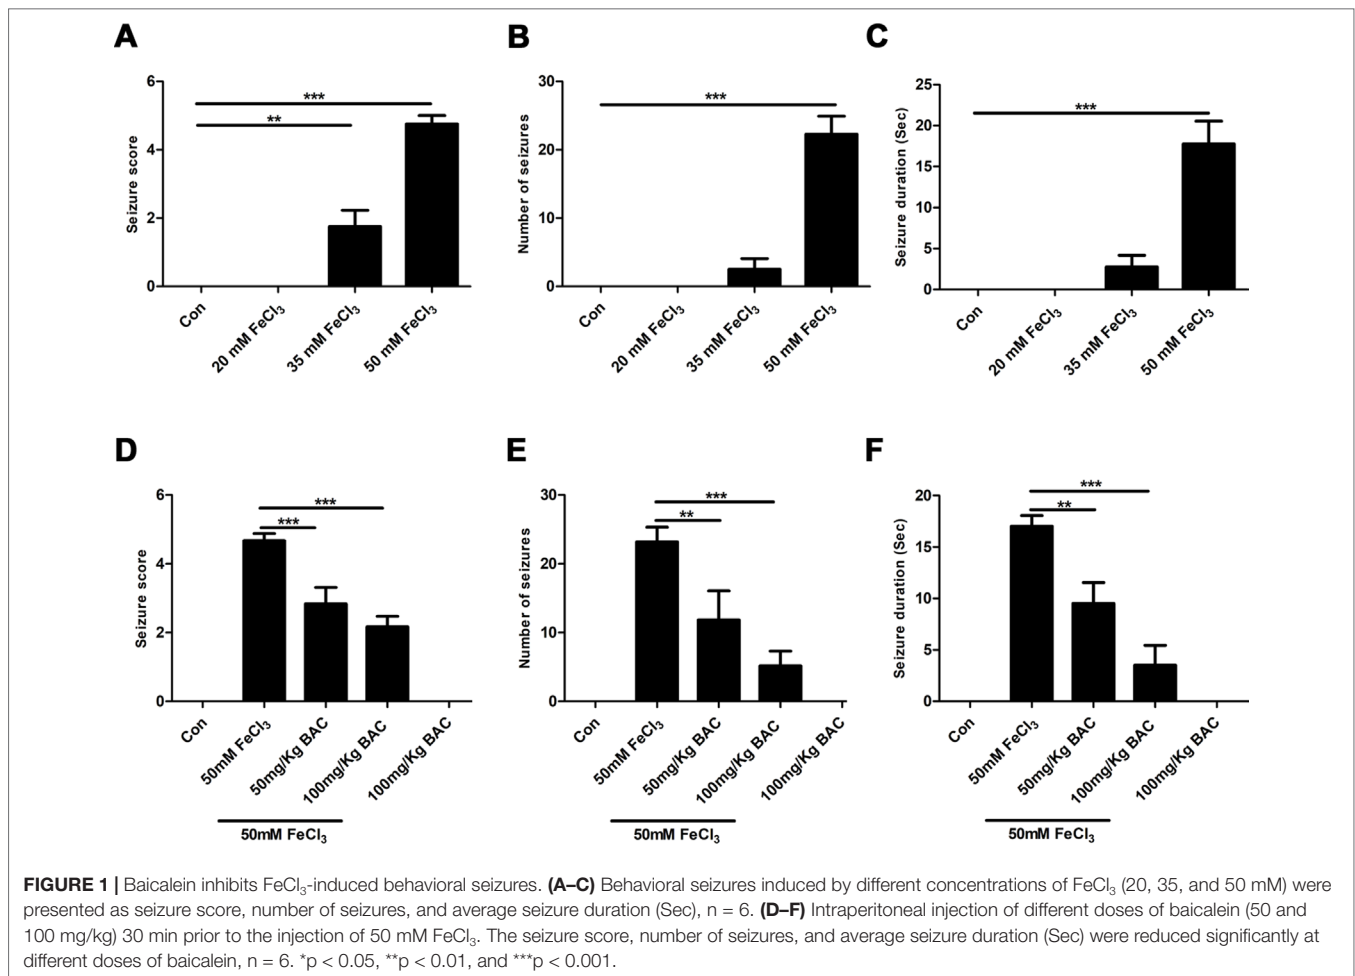 A
B
C
Seizure score
6
4
2
0
***
**
Con
20 mM FeCl₃
35 mM FeCl₃
50 mM FeCl₃
Number of seizures
30
20
10
0
***
Con
20 mM FeCl₃
35 mM FeCl₃
50 mM FeCl₃
Seizure duration (Sec)
25
20
15
10
5
0
***
Con
20 mM FeCl₃
35 mM FeCl₃
50 mM FeCl₃
D
E
F
Seizure score
6
4
2
0
***
***
Con
50mM FeCl₃
50mg/Kg BAC
100mg/Kg BAC
100mg/Kg BAC
50mM FeCl₃
Number of seizures
30
20
10
0
***
**
Con
50mM FeCl₃
50mg/Kg BAC
100mg/Kg BAC
100mg/Kg BAC
50mM FeCl₃
Seizure duration (Sec)
20
15
10
5
0
***
**
Con
50mM FeCl₃
50mg/Kg BAC
100mg/Kg BAC
100mg/Kg BAC
50mM FeCl₃
FIGURE 1 | Baicalein inhibits FeCl₃-induced behavioral seizures. (A–C) Behavioral seizures induced by different concentrations of FeCl₃ (20, 35, and 50 mM) were
presented as seizure score, number of seizures, and average seizure duration (Sec), n = 6. (D–F) Intraperitoneal injection of different doses of baicalein (50 and
100 mg/kg) 30 min prior to the injection of 50 mM FeCl₃. The seizure score, number of seizures, and average seizure duration (Sec) were reduced significantly at
different doses of baicalein, n = 6. *p < 0.05, **p < 0.01, and ***p < 0.001.